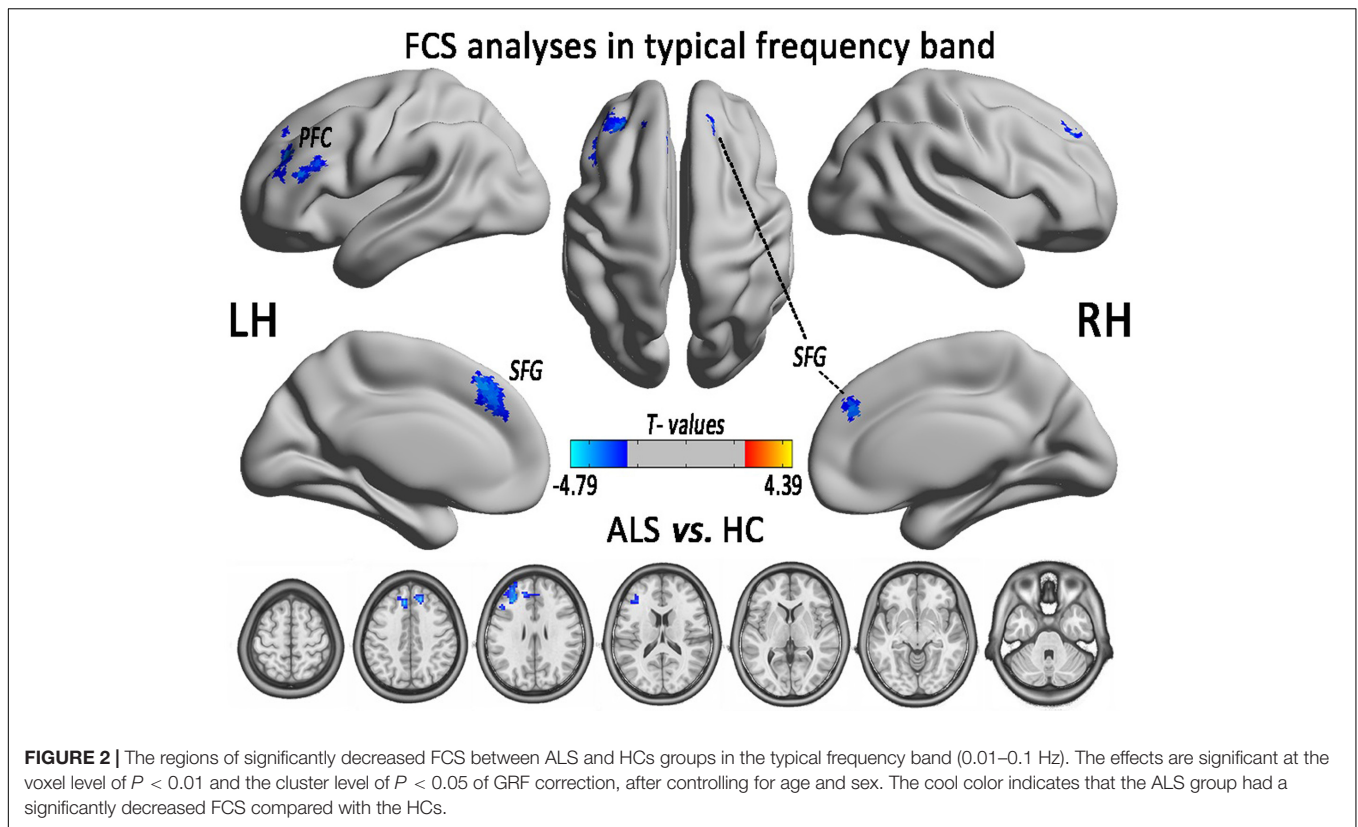 FCS analyses in typical frequency band
PFC
LH
RH
SFG
SFG
T- values
-4.79
4.39
ALS vs. HC
FIGURE 2 | The regions of significantly decreased FCS between ALS and HCs groups in the typical frequency band (0.01–0.1 Hz). The effects are significant at the
voxel level of P < 0.01 and the cluster level of P < 0.05 of GRF correction, after controlling for age and sex. The cool color indicates that the ALS group had a
significantly decreased FCS compared with the HCs.